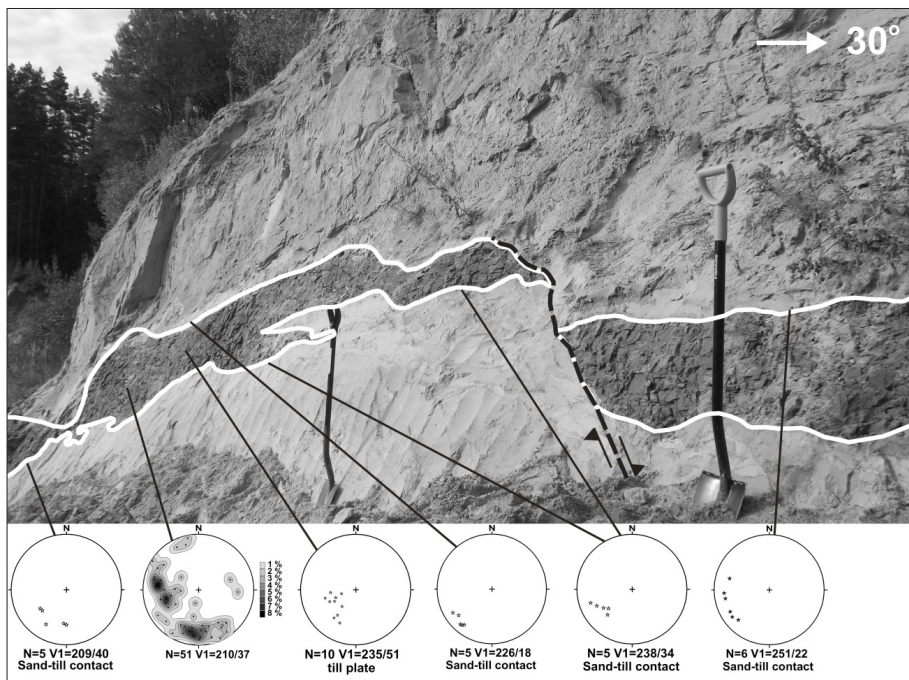 30°
N
N
N
N
N
N
1 %
2 %
3 %
4 %
5 %
6 %
7 %
8 %
N=5 V1=209/40
Sand-till contact
N=51 V1=210/37
N=10 V1=235/51
till plate
N=5 V1=226/18
Sand-till contact
N=5 V1=238/34
Sand-till contact
N=6 V1=251/22
Sand-till contact